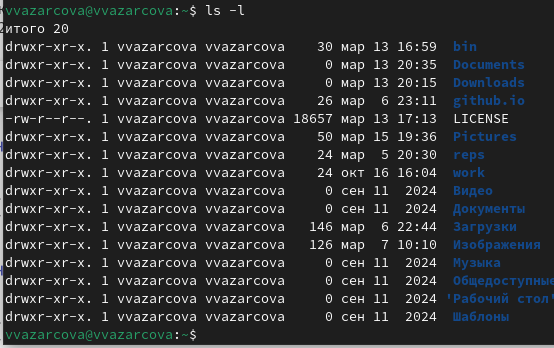 vvazarcova@vvazarcova:~$ ls -l
итого 20
drwxr-xr-x. 1 vvazarcova vvazarcova 30 мар 13 16:59 bin
drwxr-xr-x. 1 vvazarcova vvazarcova 0 мар 13 20:35 Documents
drwxr-xr-x. 1 vvazarcova vvazarcova 0 мар 13 20:15 Downloads
drwxr-xr-x. 1 vvazarcova vvazarcova 26 мар 6 23:11 github.io
-rw-r--r--. 1 vvazarcova vvazarcova 18657 мар 13 17:13 LICENSE
drwxr-xr-x. 1 vvazarcova vvazarcova 50 мар 15 19:36 Pictures
drwxr-xr-x. 1 vvazarcova vvazarcova 24 мар 5 20:30 reps
drwxr-xr-x. 1 vvazarcova vvazarcova 24 окт 16 16:04 work
drwxr-xr-x. 1 vvazarcova vvazarcova 0 сен 11 2024 Видео
drwxr-xr-x. 1 vvazarcova vvazarcova 0 сен 11 2024 Документы
drwxr-xr-x. 1 vvazarcova vvazarcova 146 мар 6 22:44 Загрузки
drwxr-xr-x. 1 vvazarcova vvazarcova 126 мар 7 10:10 Изображения
drwxr-xr-x. 1 vvazarcova vvazarcova 0 сен 11 2024 Музыка
drwxr-xr-x. 1 vvazarcova vvazarcova 0 сен 11 2024 Общедоступные
drwxr-xr-x. 1 vvazarcova vvazarcova 0 сен 11 2024 'Рабочий стол'
drwxr-xr-x. 1 vvazarcova vvazarcova 0 сен 11 2024 Шаблоны
vvazarcova@vvazarcova:~$